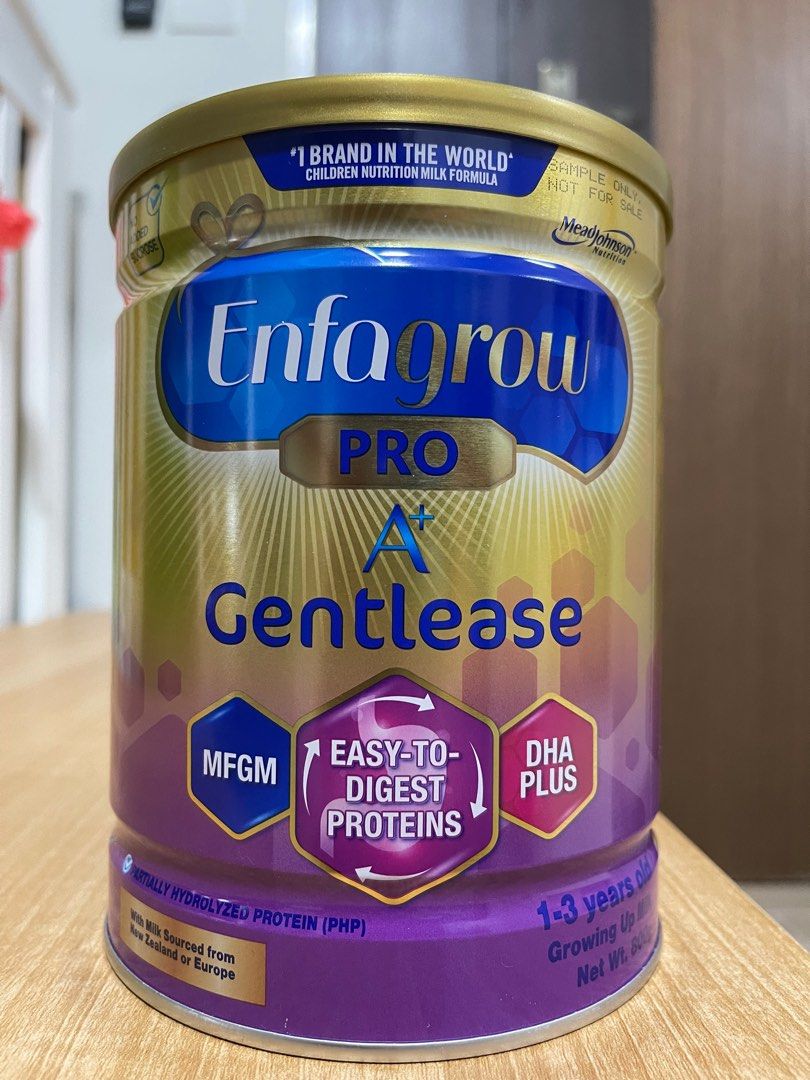 #1 BRAND IN THE WORLD
CHILDREN NUTRITION MILK FORMULA
SAMPLE ONLY.
NOT FOR SALE
MeadJohnson
Nutrition
Enfagrow
PRO
A+
Gentlease
MFGM
EASY-TO-
DIGEST
PROTEINS
DHA
PLUS
PARTIALLY HYDROLYZED PROTEIN (PHP)
With Milk Sourced from
New Zealand or Europe
1-3 years old
Growing Up
Net Wt.